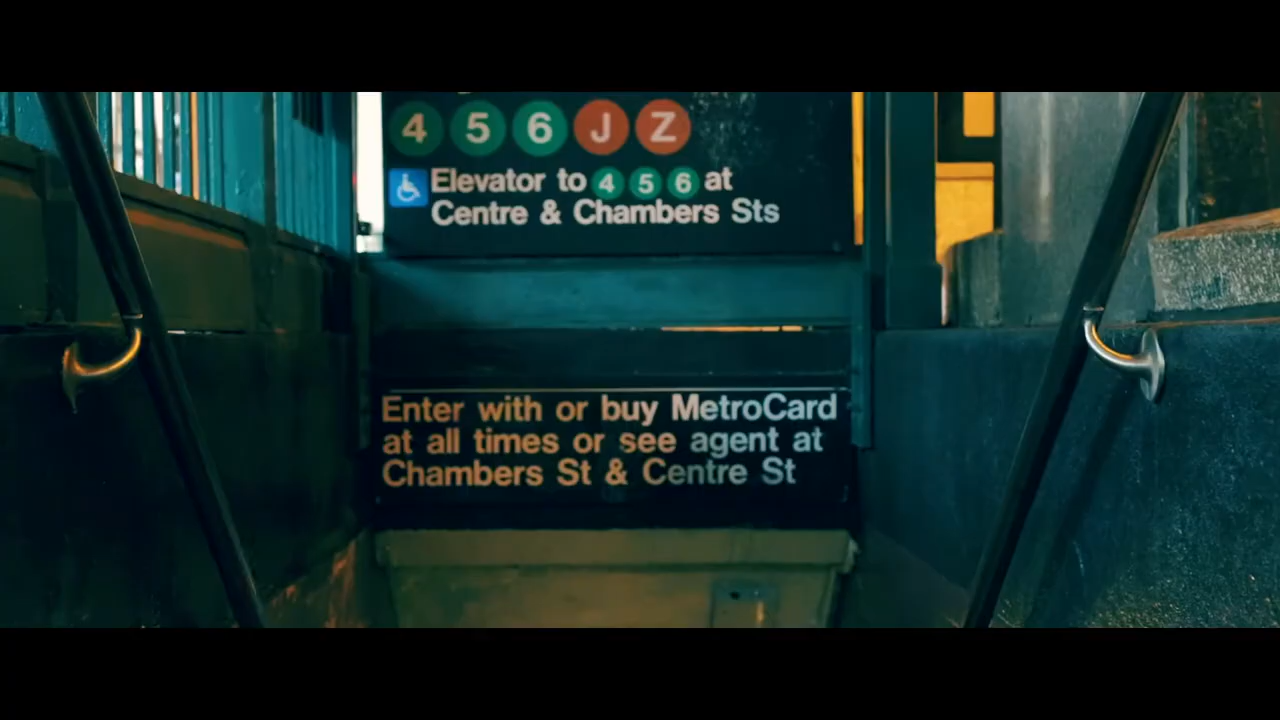 4 5 6 J Z
Elevator to 4 5 6 at
Centre & Chambers Sts
Enter with or buy MetroCard
at all times or see agent at
Chambers St & Centre St